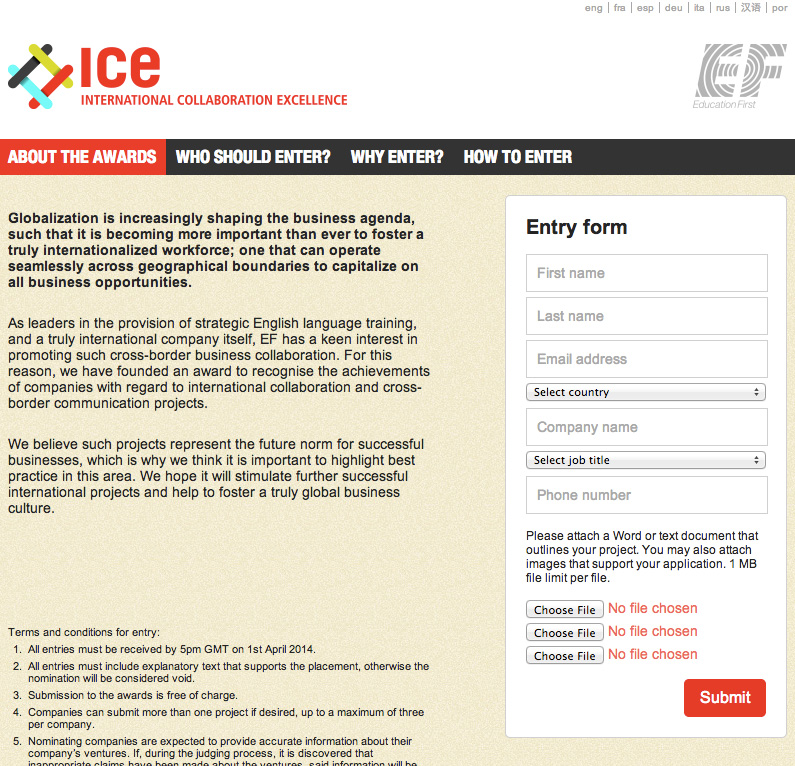 eng | fra | esp | deu | ita | rus | 汉语 | por
ICe
INTERNATIONAL COLLABORATION EXCELLENCE
EF
Education First
ABOUT THE AWARDS WHO SHOULD ENTER? WHY ENTER? HOW TO ENTER
Globalization is increasingly shaping the business agenda,
such that it is becoming more important than ever to foster a
truly internationalized workforce; one that can operate
seamlessly across geographical boundaries to capitalize on
all business opportunities.
As leaders in the provision of strategic English language training,
and a truly international company itself, EF has a keen interest in
promoting such cross-border business collaboration. For this
reason, we have founded an award to recognise the achievements
of companies with regard to international collaboration and cross-
border communication projects.
We believe such projects represent the future norm for successful
businesses, which is why we think it is important to highlight best
practice in this area. We hope it will stimulate further successful
international projects and help to foster a truly global business
culture.
Terms and conditions for entry:
1. All entries must be received by 5pm GMT on 1st April 2014.
2. All entries must include explanatory text that supports the placement, otherwise the
nomination will be considered void.
3. Submission to the awards is free of charge.
4. Companies can submit more than one project if desired, up to a maximum of three
per company.
5. Nominating companies are expected to provide accurate information about their
company's ventures. If, during the judging process, it is discovered that
inappropriate claims have been made about the ventures, said information will be
Entry form
First name
Last name
Email address
Select country
Company name
Select job title
Phone number
Please attach a Word or text document that
outlines your project. You may also attach
images that support your application. 1 MB
file limit per file.
Choose File No file chosen
Choose File No file chosen
Choose File No file chosen
Submit